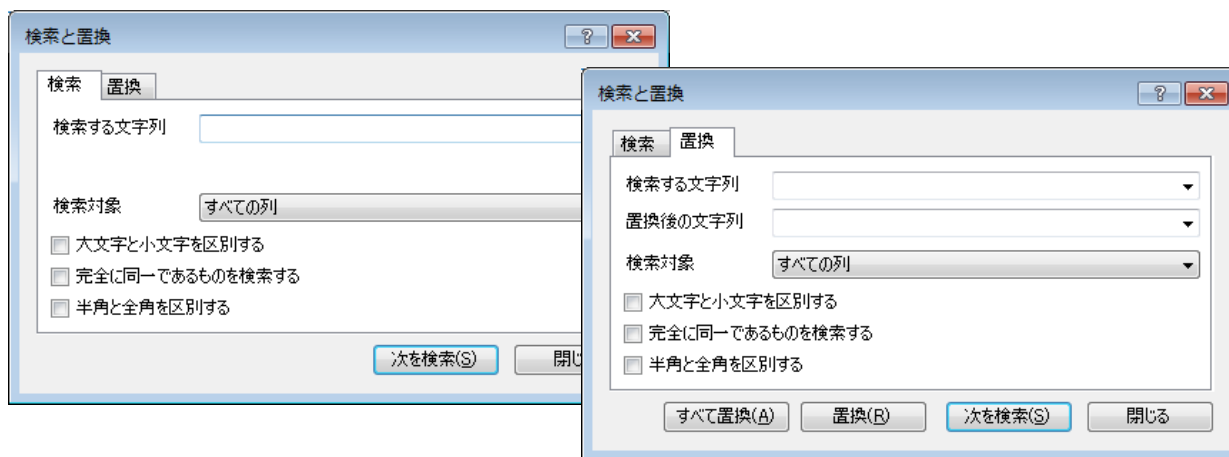 検索と置換
検索 置換
検索する文字列
検索対象 すべての列
大文字と小文字を区別する
完全に同一であるものを検索する
半角と全角を区別する
次を検索(S) 閉じ
検索と置換
検索 置換
検索する文字列
置換後の文字列
検索対象 すべての列
大文字と小文字を区別する
完全に同一であるものを検索する
半角と全角を区別する
すべて置換(A) 置換(R) 次を検索(S) 閉じる